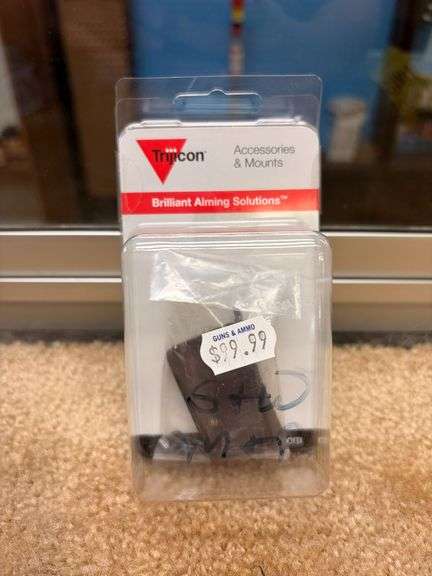 Trijicon
Accessories
& Mounts
Brilliant Aiming Solutions™
GUNS & AMMO
$99.99
S+W